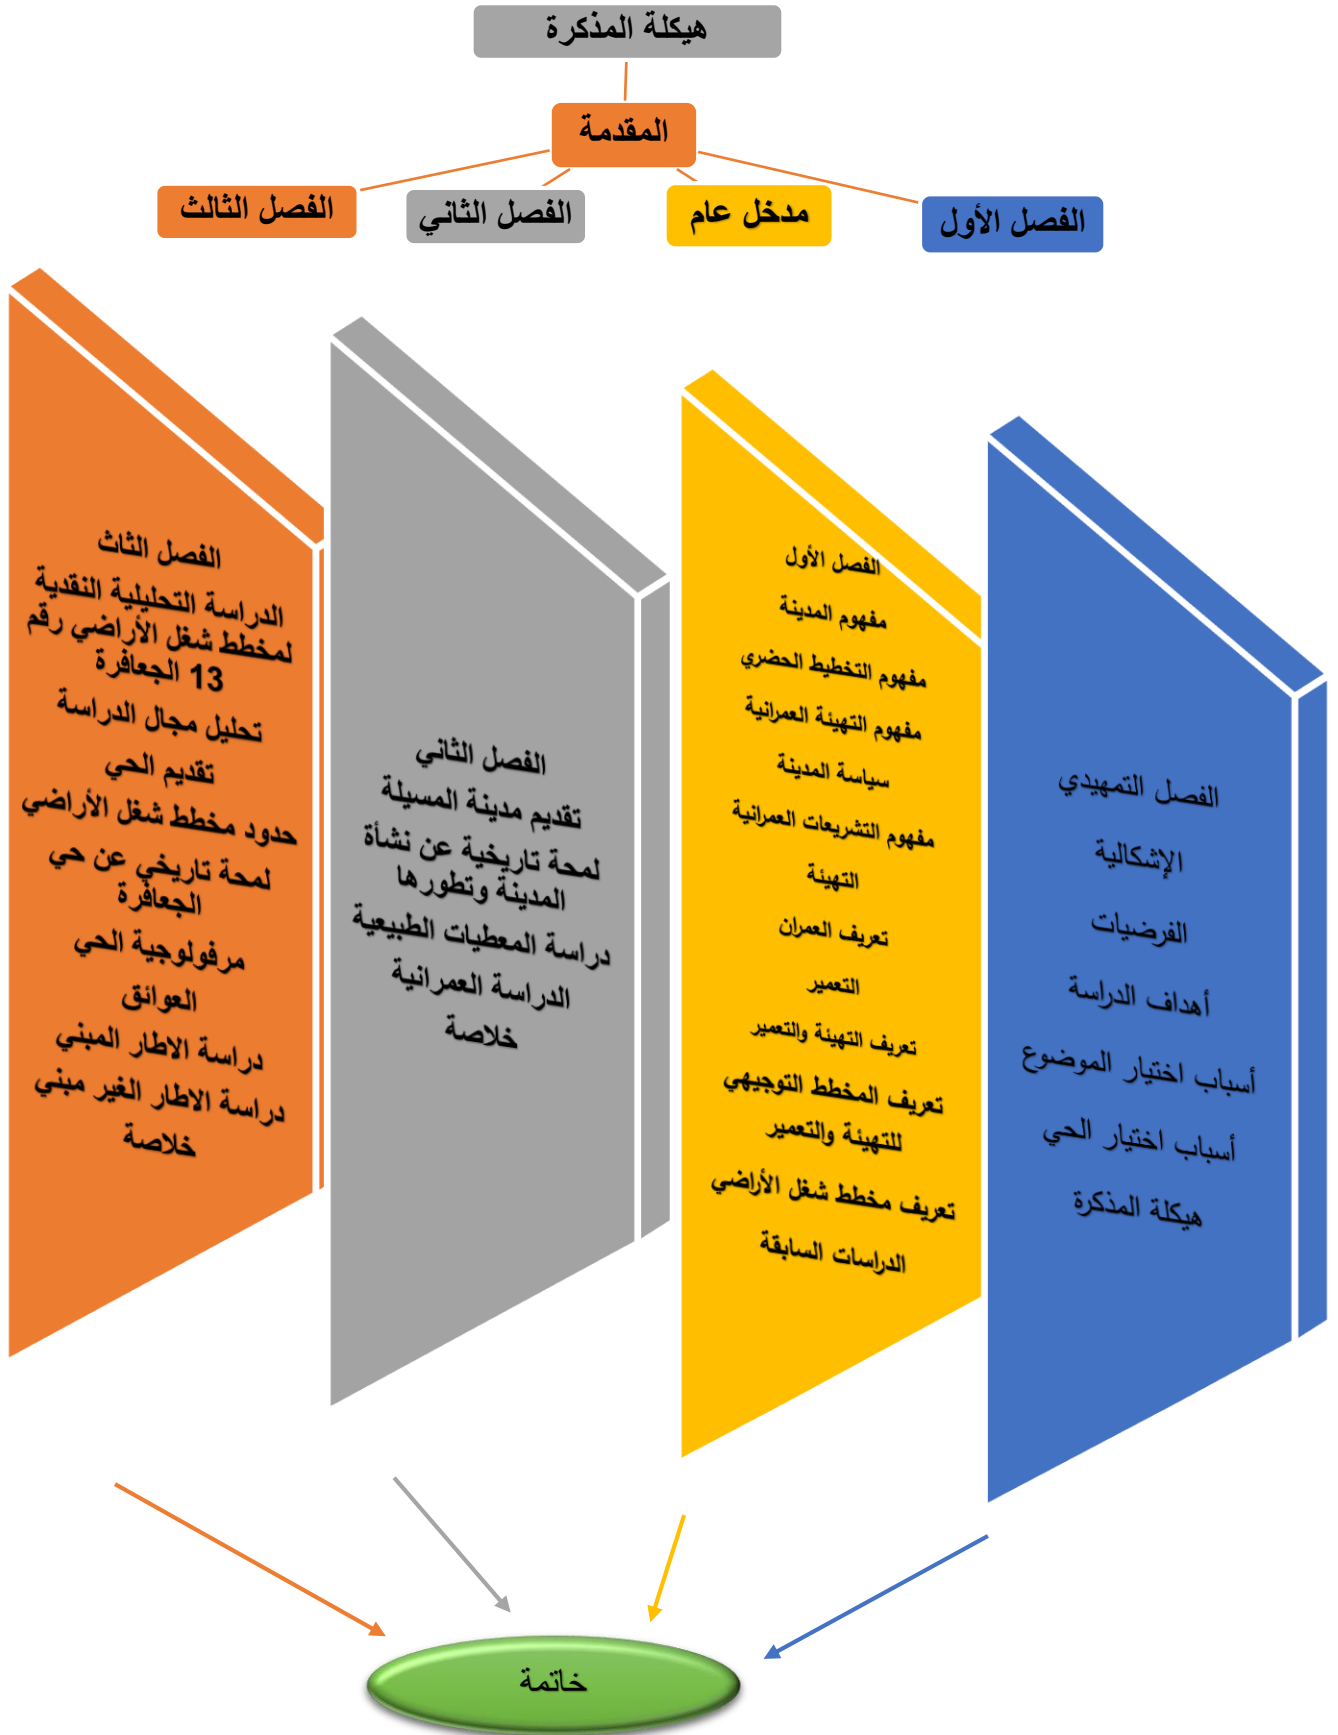 هيكلة المذكرة
المقدمة
الفصل الأول
مدخل عام
الفصل الثاني
الفصل الثالث
الفصل التمهيدي
الإشكالية
الفرضيات
أهداف الدراسة
أسباب اختيار الموضوع
أسباب اختيار الحي
هيكلة المذكرة
الفصل الأول
مفهوم المدينة
مفهوم التخطيط الحضري
مفهوم التهيئة العمرانية
سياسة المدينة
مفهوم التشريعات العمرانية
التهيئة
تعريف العمران
التعمير
تعريف التهيئة والتعمير
تعريف المخطط التوجيهي
للتهيئة والتعمير
تعريف مخطط شغل الأراضي
الدراسات السابقة
الفصل الثاني
تقديم مدينة المسيلة
لمحة تاريخية عن نشأة
المدينة وتطورها
دراسة المعطيات الطبيعية
الدراسة العمرانية
خلاصة
الفصل الثاث
الدراسة التحليلية النقدية
لمخطط شغل الأراضي رقم
13 الجعافرة
تحليل مجال الدراسة
تقديم الحي
حدود مخطط شغل الأراضي
لمحة تاريخي عن حي
الجعافرة
مرفولوجية الحي
العوائق
دراسة الاطار المبني
دراسة الاطار الغير مبني
خلاصة
خاتمة